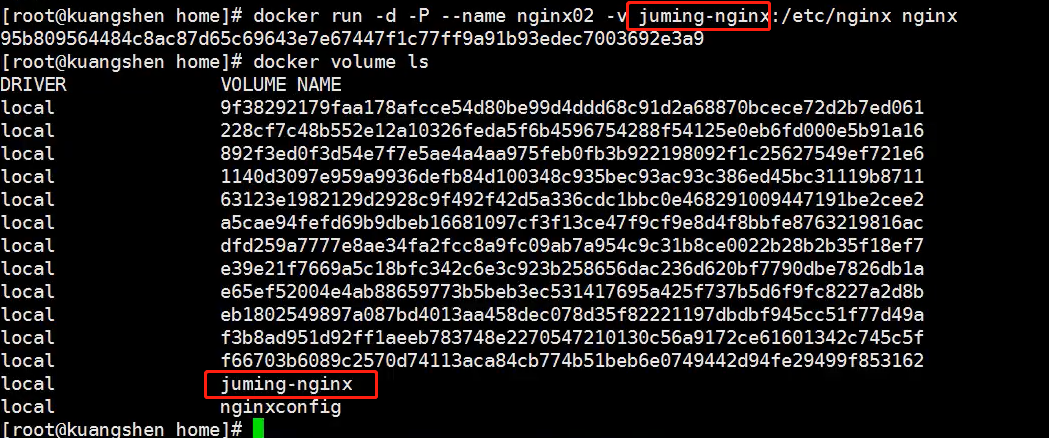 [root@kuangshen home]# docker run -d -P --name nginx02 -v juming-nginx:/etc/nginx nginx
95b809564484c8ac87d65c69643e7e67447f1c77ff9a91b93edec7003692e3a9
[root@kuangshen home]# docker volume ls
DRIVER              VOLUME NAME
local               9f38292179faa178afcce54d80be99d4ddd68c91d2a68870bcece72d2b7ed061
local               228cf7c48b552e12a10326feda5f6b4596754288f54125e0eb6fd000e5b91a16
local               892f3ed0f3d54e7f7e5ae4a4aa975feb0fb3b922198092f1c25627549ef721e6
local               1140d3097e959a9936defb84d100348c935bec93ac93c386ed45bc31119b8711
local               63123e1982129d2928c9f492f42d5a336cdc1bbc0e468291009447191be2cee2
local               a5cae94fefd69b9dbeb16681097cf3f13ce47f9cf9e8d4f8bbfe8763219816ac
local               dfd259a7777e8ae34fa2fcc8a9fc09ab7a954c9c31b8ce0022b28b2b35f18ef7
local               e39e21f7669a5c18bfc342c6e3c923b258656dac236d620bf7790dbe7826db1a
local               e65ef52004e4ab88659773b5beb3ec531417695a425f737b5d6f9fc8227a2d8b
local               eb1802549897a087bd4013aa458dec078d35f82221197dbdbf945cc51f77d49a
local               f3b8ad951d92ff1aeeb783748e2270547210130c56a9172ce61601342c745c5f
local               f66703b6089c2570d74113aca84cb774b51beb6e0749442d94fe29499f853162
local               juming-nginx
local               nginxconfig
[root@kuangshen home]#